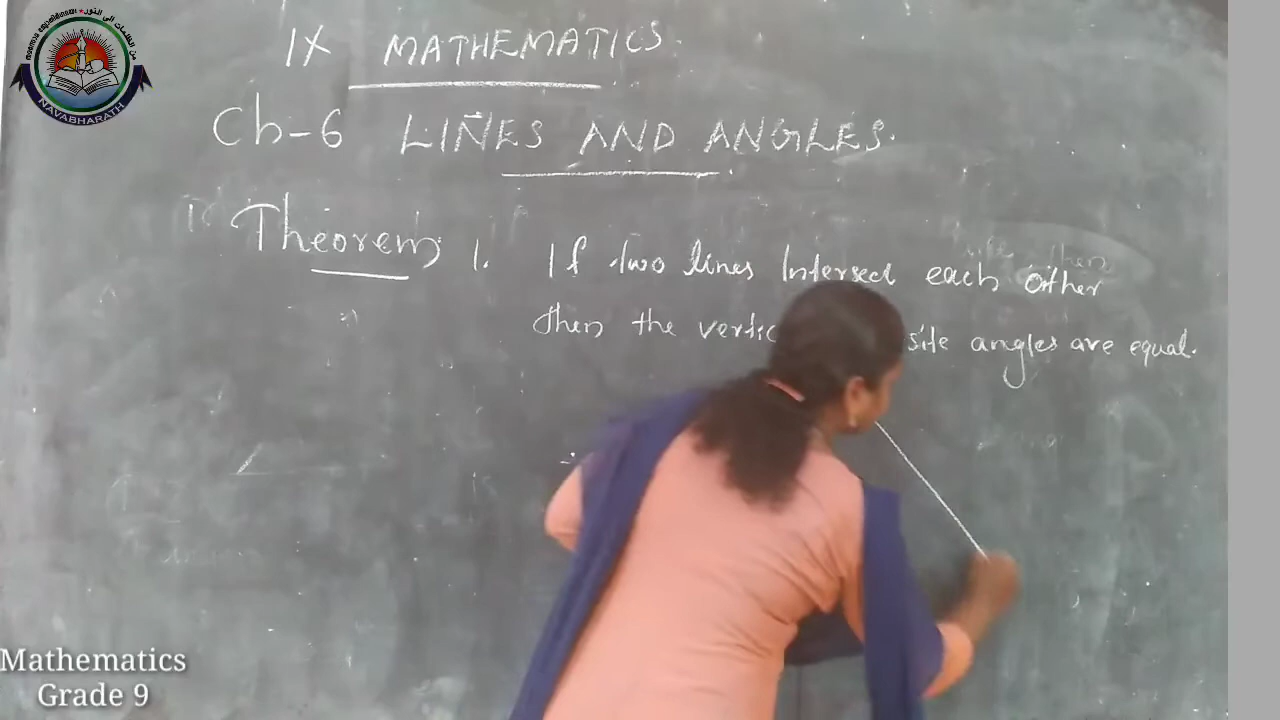 IX MATHEMATICS
Ch-6 LINES AND ANGLES.
Theorem 1. If two lines Intersect each other
then the vertic site angles are equal.
NAVABHARATH
Mathematics
Grade 9